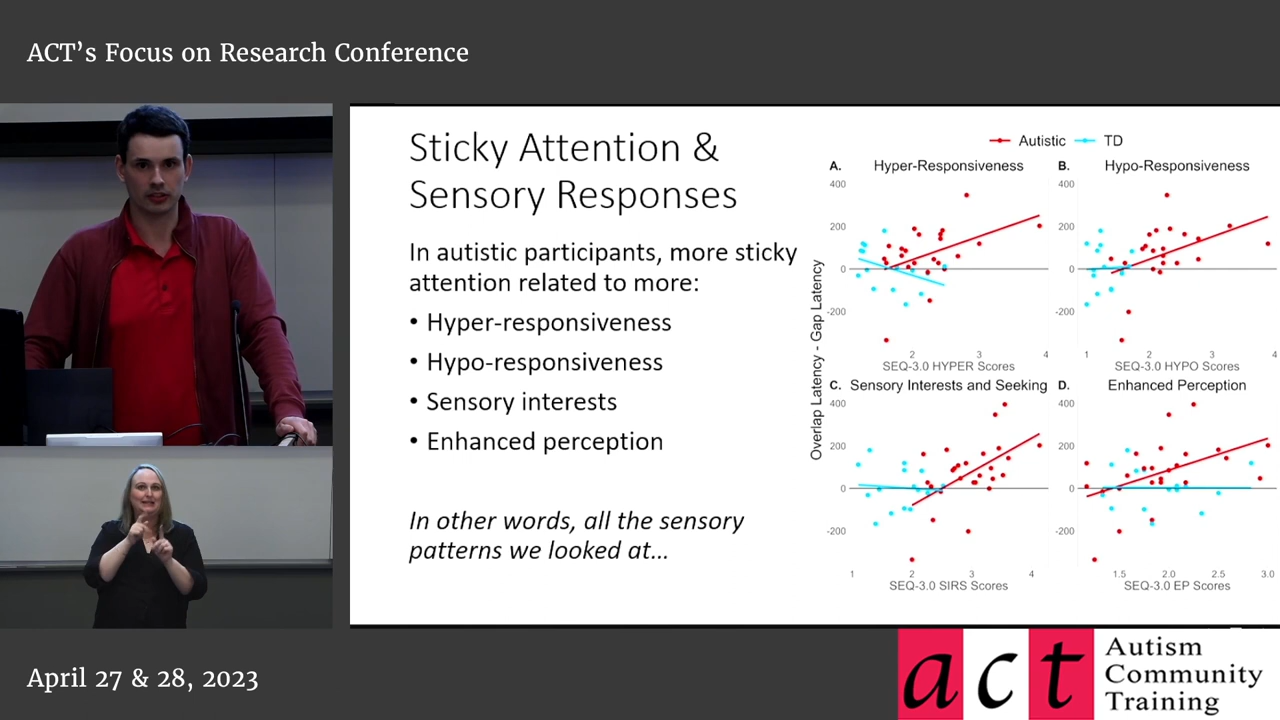 ACT's Focus on Research Conference
Sticky Attention &
Sensory Responses
In autistic participants, more sticky
attention related to more:
• Hyper-responsiveness
• Hypo-responsiveness
• Sensory interests
• Enhanced perception
In other words, all the sensory
patterns we looked at...
Autistic TD
Overlap Latency - Gap Latency
A. Hyper-Responsiveness
400
200
0
-200
2 3 4
SEQ-3.0 HYPER Scores
B. Hypo-Responsiveness
400
200
0
-200
1 2 3 4
SEQ-3.0 HYPO Scores
C. Sensory Interests and Seeking
400
200
0
-200
1 2 3 4
SEQ-3.0 SIRS Scores
D. Enhanced Perception
400
200
0
-200
1.5 2.0 2.5 3.0
SEQ-3.0 EP Scores
April 27 & 28, 2023
act
Autism
Community
Training